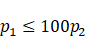 p₁ ≤ 100p₂